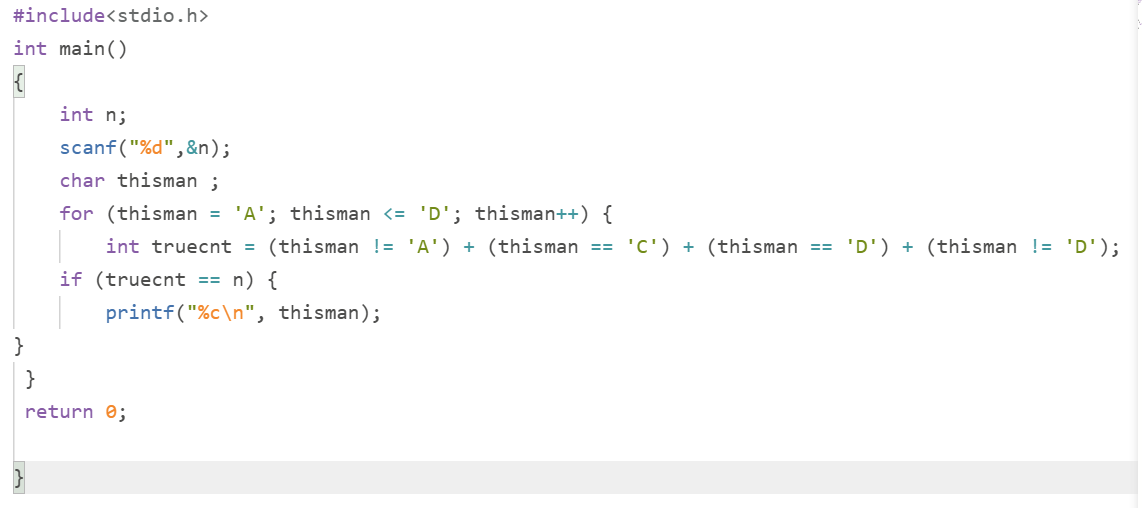 #include<stdio.h>
int main()
{
    int n;
    scanf("%d",&n);
    char thisman ;
    for (thisman = 'A'; thisman <= 'D'; thisman++) {
        int truecnt = (thisman != 'A') + (thisman == 'C') + (thisman == 'D') + (thisman != 'D');
    if (truecnt == n) {
        printf("%c\n", thisman);
}
 }
 return 0;
}